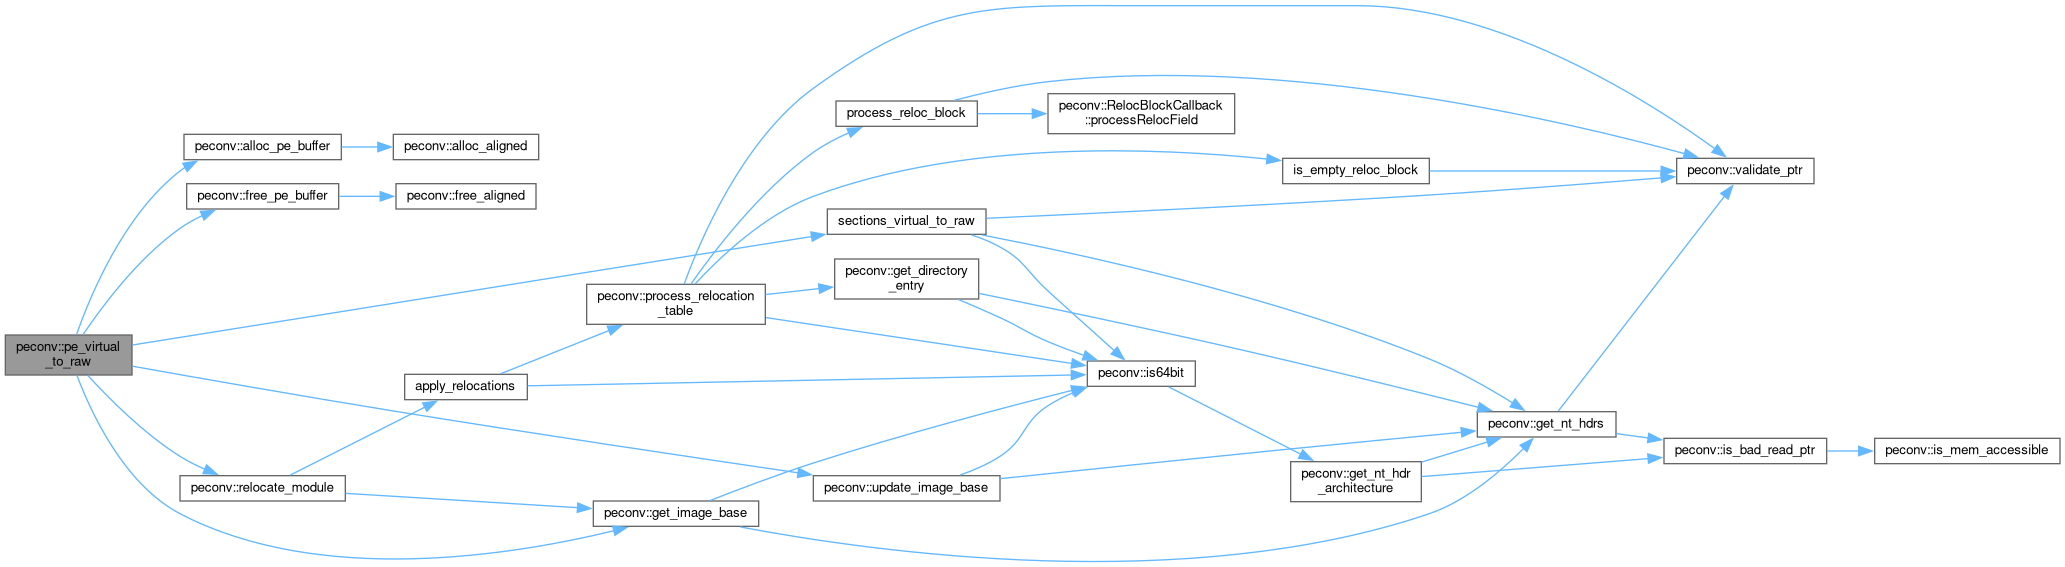 peconv::pe_virtual
_to_raw
peconv::alloc_pe_buffer
peconv::alloc_aligned
peconv::free_pe_buffer
peconv::free_aligned
sections_virtual_to_raw
peconv::relocate_module
apply_relocations
peconv::process_relocation
_table
process_reloc_block
peconv::RelocBlockCallback
::processRelocField
is_empty_reloc_block
peconv::validate_ptr
peconv::get_directory
_entry
peconv::is64bit
peconv::get_nt_hdrs
peconv::get_nt_hdr
_architecture
peconv::is_bad_read_ptr
peconv::is_mem_accessible
peconv::update_image_base
peconv::get_image_base